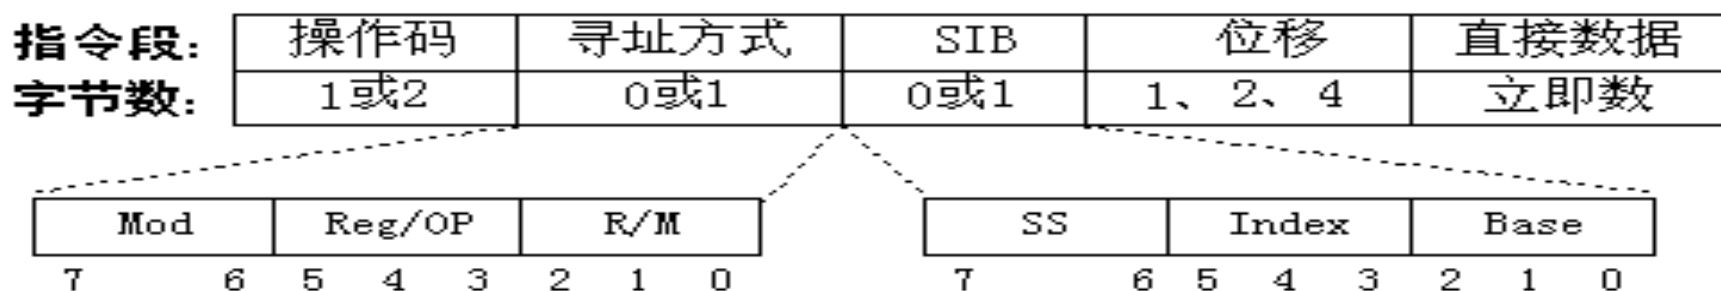 指令段: 操作码 寻址方式 SIB 位移 直接数据
字节数: 1或2 0或1 0或1 1、2、4 立即数
Mod Reg/OP R/M SS Index Base
7 6 5 4 3 2 1 0 7 6 5 4 3 2 1 0